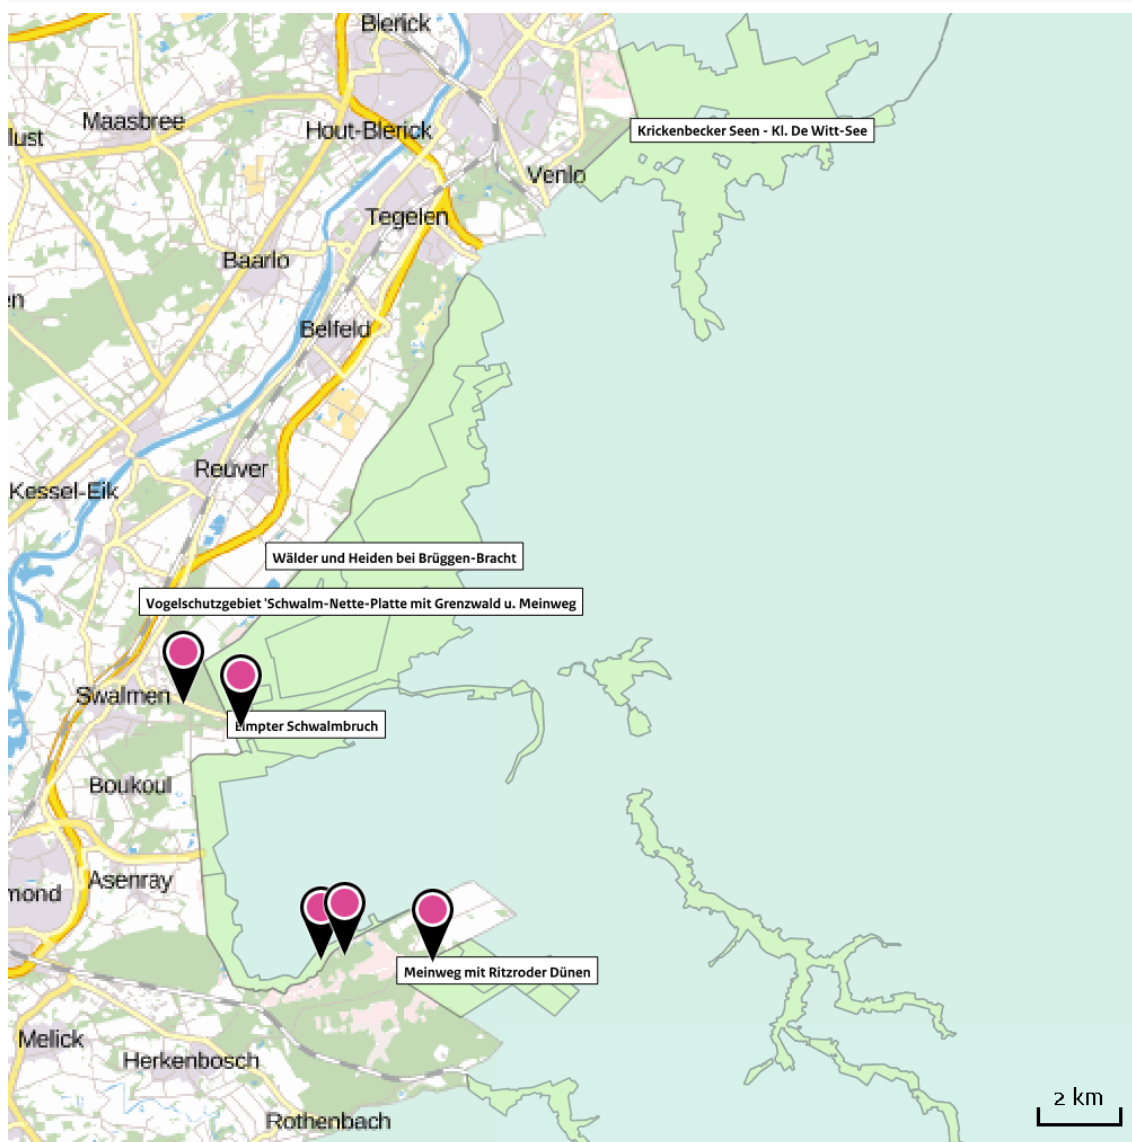 Blerick
Maasbree
Hout-Blerick
Krickenbecker Seen - Kl. De Witt-See
lust
Venlo
Tegelen
Baarlo
en
Belfeld
Reuver
Kessel-Eik
Wälder und Heiden bei Brüggen-Bracht
Vogelschutzgebiet 'Schwalm-Nette-Platte mit Grenzwald u. Meinweg
Swalmen
Elmpter Schwalmbruch
Boukoul
Asenray
mond
Meinweg mit Ritzroder Dünen
Melick
Herkenbosch
Rothenbach
2 km